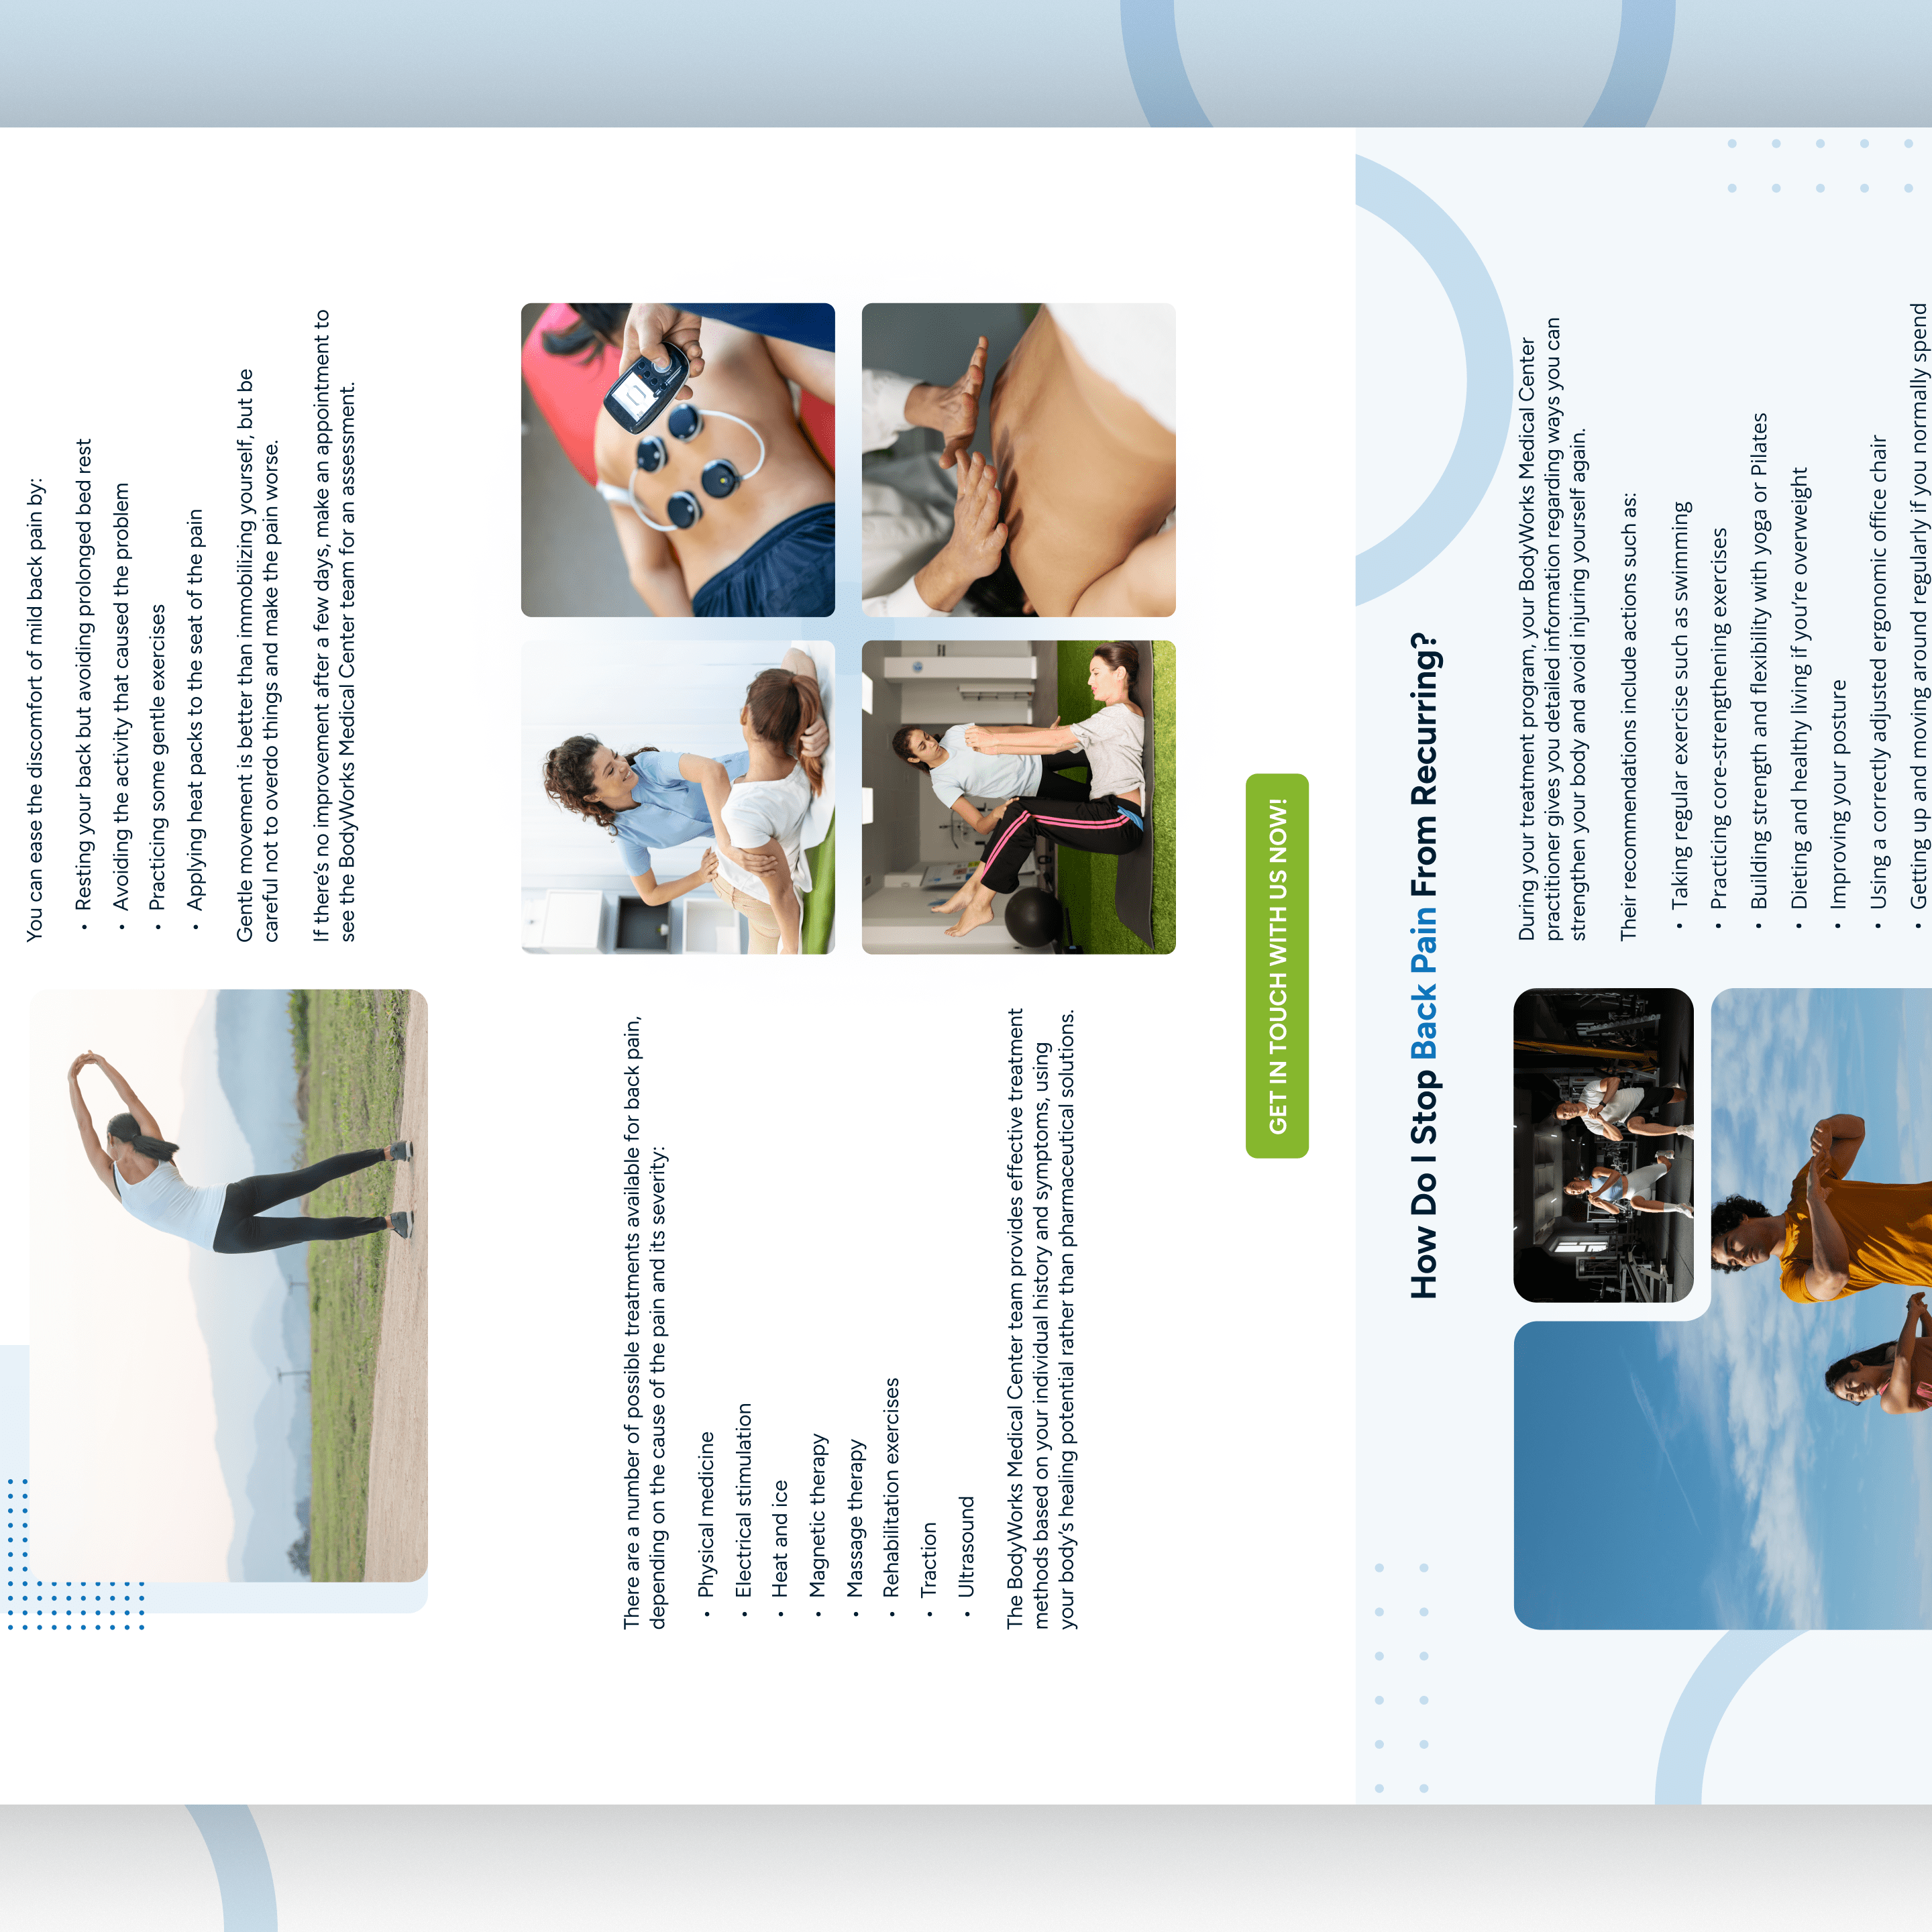 You can ease the discomfort of mild back pain by:
• Resting your back but avoiding prolonged bed rest
• Avoiding the activity that caused the problem
• Practicing some gentle exercises
• Applying heat packs to the seat of the pain
Gentle movement is better than immobilizing yourself, but be
careful not to overdo things and make the pain worse.
If there's no improvement after a few days, make an appointment to
see the BodyWorks Medical Center team for an assessment.
There are a number of possible treatments available for back pain,
depending on the cause of the pain and its severity:
• Physical medicine
• Electrical stimulation
• Heat and ice
• Magnetic therapy
• Massage therapy
• Rehabilitation exercises
• Traction
• Ultrasound
The BodyWorks Medical Center team provides effective treatment
methods based on your individual history and symptoms, using
your body's healing potential rather than pharmaceutical solutions.
GET IN TOUCH WITH US NOW!
How Do I Stop Back Pain From Recurring?
During your treatment program, your BodyWorks Medical Center
practitioner gives you detailed information regarding ways you can
strengthen your body and avoid injuring yourself again.
Their recommendations include actions such as:
• Taking regular exercise such as swimming
• Practicing core-strengthening exercises
• Building strength and flexibility with yoga or Pilates
• Dieting and healthy living if you're overweight
• Improving your posture
• Using a correctly adjusted ergonomic office chair
• Getting up and moving around regularly if you normally spend